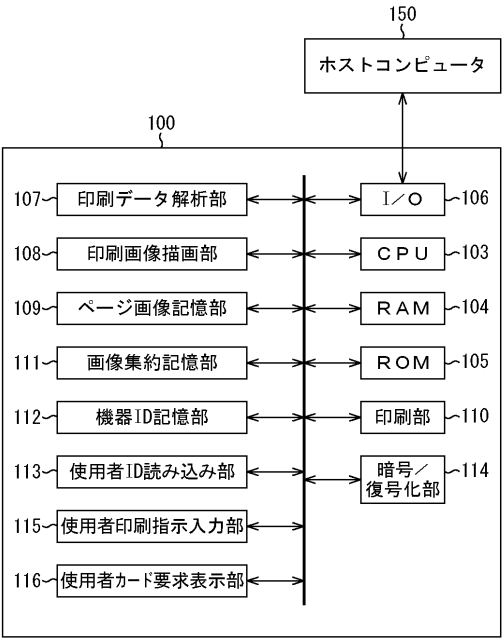 150
ホストコンピュータ
100
107 印刷データ解析部 I/O 106
108 印刷画像描画部 CPU 103
109 ページ画像記憶部 RAM 104
111 画像集約記憶部 ROM 105
112 機器ID記憶部 印刷部 110
113 使用者ID読み込み部 暗号/ 114
復号化部
115 使用者印刷指示入力部
116 使用者カード要求表示部